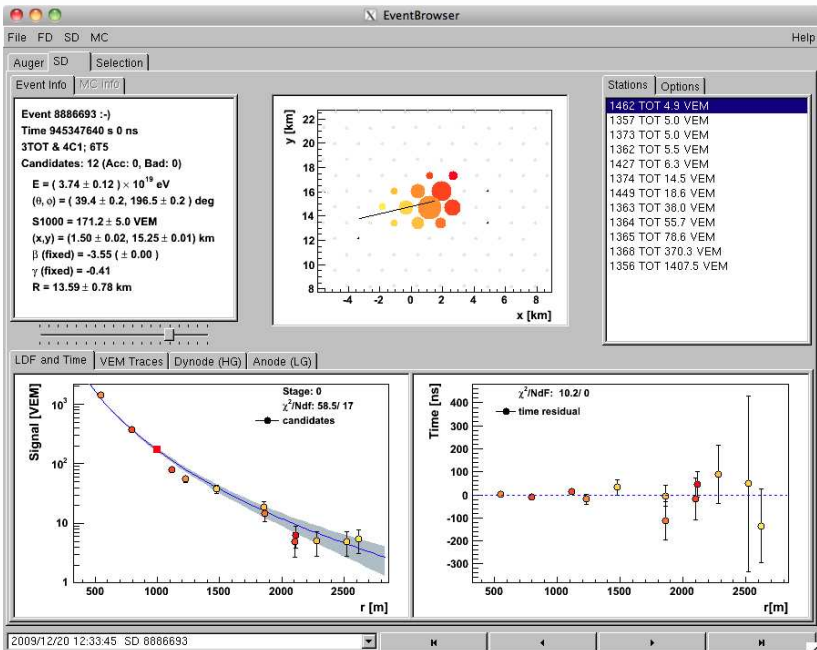 EventBrowser
File FD SD MC Help
Auger SD Selection
Event Info MC-Info
Event 8886693 :-)
Time 945347640 s 0 ns
3TOT & 4C1; 6T5
Candidates: 12 (Acc: 0, Bad: 0)
E = ( 3.74 ± 0.12 ) × 10¹⁹ eV
(θ, φ) = ( 39.4 ± 0.2, 196.5 ± 0.2 ) deg
S1000 = 171.2 ± 5.0 VEM
(x,y) = (1.50 ± 0.02, 15.25 ± 0.01) km
β (fixed) = -3.55 ( ± 0.00 )
γ (fixed) = -0.41
R = 13.59 ± 0.78 km
y [km]
22
20
18
16
14
12
10
8
-4 -2 0 2 4 6 8
x [km]
Stations Options
1462 TOT 4.9 VEM
1357 TOT 5.0 VEM
1373 TOT 5.0 VEM
1362 TOT 5.5 VEM
1427 TOT 6.3 VEM
1374 TOT 14.5 VEM
1449 TOT 18.6 VEM
1363 TOT 38.0 VEM
1364 TOT 55.7 VEM
1365 TOT 78.6 VEM
1368 TOT 370.3 VEM
1356 TOT 1407.5 VEM
LDF and Time VEM Traces Dynode (HG) Anode (LG)
Signal [VEM]
10³
10²
10
1
Stage: 0
χ²/Ndf: 58.5/ 17
candidates
500 1000 1500 2000 2500
r [m]
Time [ns]
400
300
200
100
0
-100
-200
-300
χ²/NdF: 10.2/ 0
time residual
500 1000 1500 2000 2500
r[m]
2009/12/20 12:33:45 SD 8886693